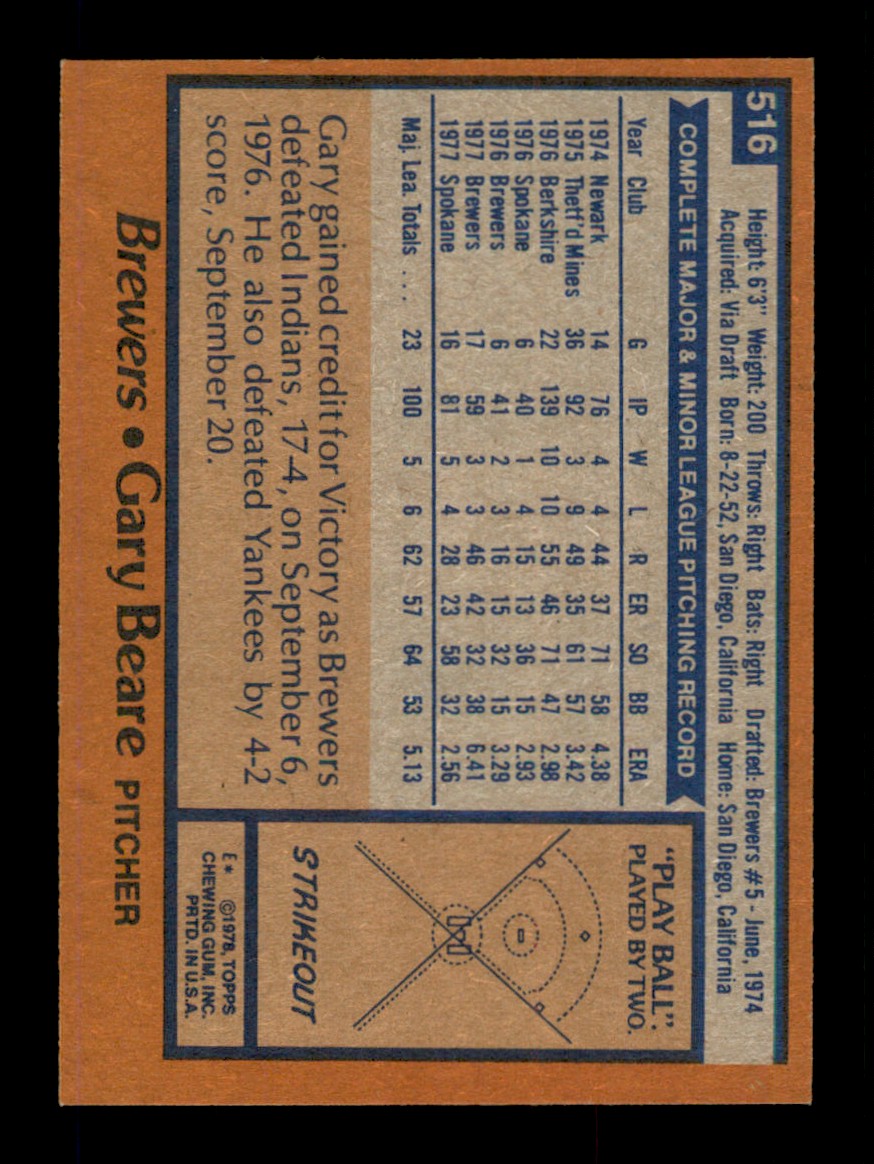 516
Height: 6'3" Weight: 200 Throws: Right Bats: Right Drafted: Brewers #5 - June, 1974
Acquired: Via Draft Born: 8-22-52, San Diego, California Home: San Diego, California
COMPLETE MAJOR & MINOR LEAGUE PITCHING RECORD
Year Club G IP W L R ER SO BB ERA
1974 Newark 14 76 4 4 44 37 71 58 4.38
1975 Thetf'd Mines 36 92 3 9 49 35 61 57 3.42
1976 Berkshire 22 139 10 10 55 46 71 47 2.98
1976 Spokane 6 40 1 4 15 13 36 15 2.93
1976 Brewers 6 41 2 3 16 15 32 15 3.29
1977 Brewers 17 59 3 3 46 42 32 38 6.41
1977 Spokane 16 81 5 4 28 23 58 32 2.56
Maj. Lea. Totals ... 23 100 5 6 62 57 64 53 5.13
Gary gained credit for Victory as Brewers
defeated Indians, 17-4, on September 6,
1976. He also defeated Yankees by 4-2
score, September 20.
"PLAY BALL".
PLAYED BY TWO.
STRIKEOUT
E* ©1978, TOPPS
CHEWING GUM, INC.
PRTD. IN U.S.A.
Brewers • Gary Beare PITCHER